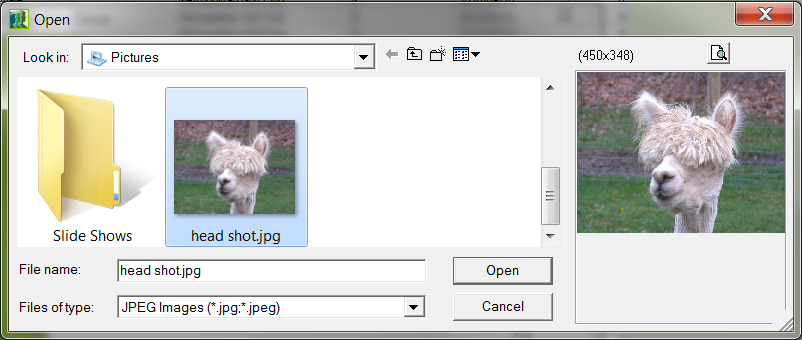 Open
Look in: Pictures
(450x348)
Slide Shows
head shot.jpg
File name: head shot.jpg
Open
Files of type: JPEG Images (*.jpg;*.jpeg)
Cancel